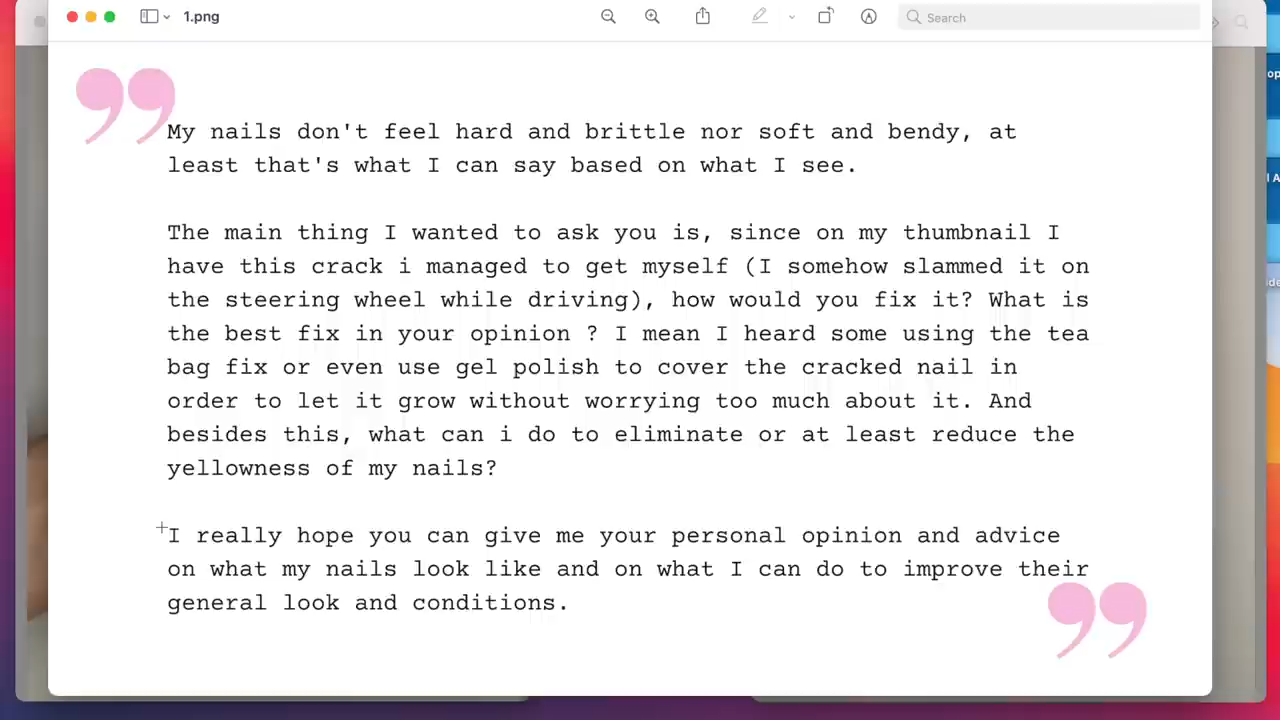 1.png
Search
My nails don't feel hard and brittle nor soft and bendy, at
least that's what I can say based on what I see.
The main thing I wanted to ask you is, since on my thumbnail I
have this crack i managed to get myself (I somehow slammed it on
the steering wheel while driving), how would you fix it? What is
the best fix in your opinion ? I mean I heard some using the tea
bag fix or even use gel polish to cover the cracked nail in
order to let it grow without worrying too much about it. And
besides this, what can i do to eliminate or at least reduce the
yellowness of my nails?
I really hope you can give me your personal opinion and advice
on what my nails look like and on what I can do to improve their
general look and conditions.